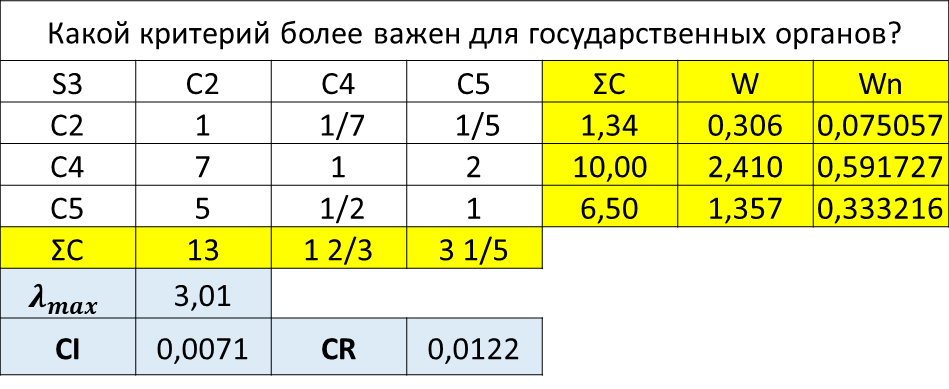 Какой критерий более важен для государственных органов?
S3 C2 C4 C5 ΣC W Wn
C2 1 1/7 1/5 1,34 0,306 0,075057
C4 7 1 2 10,00 2,410 0,591727
C5 5 1/2 1 6,50 1,357 0,333216
ΣC 13 1 2/3 3 1/5
λmax 3,01
CI 0,0071 CR 0,0122